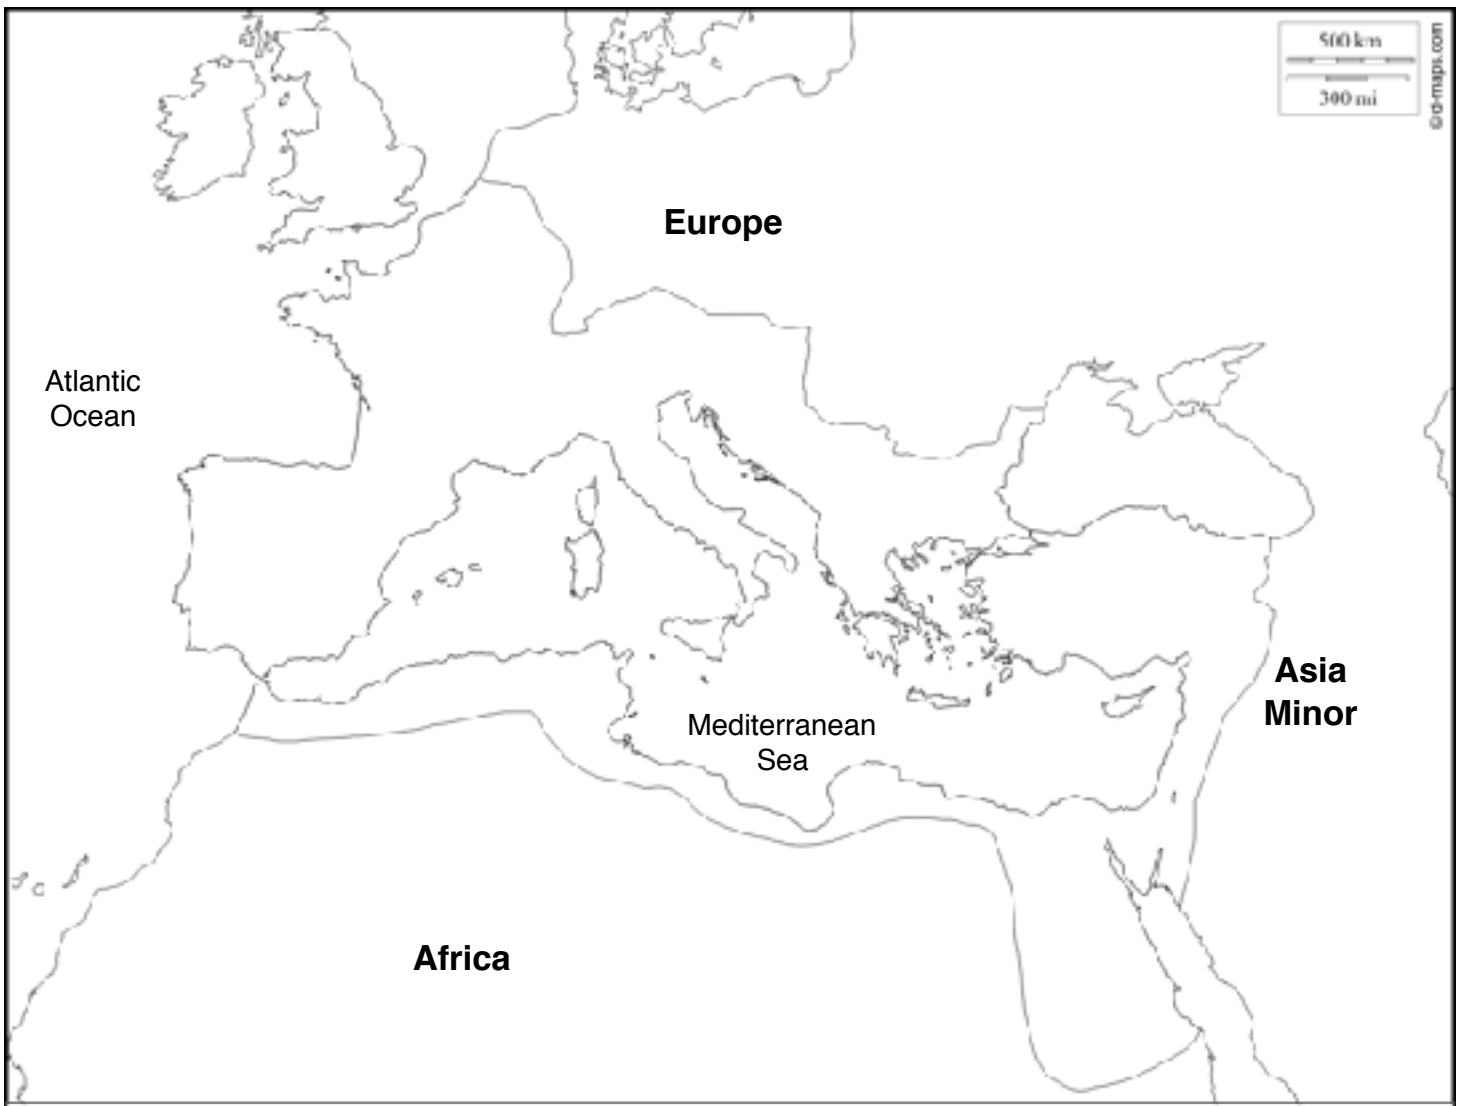 500 km
300 mi
© d-maps.com
Europe
Atlantic
Ocean
Asia
Minor
Mediterranean
Sea
Africa